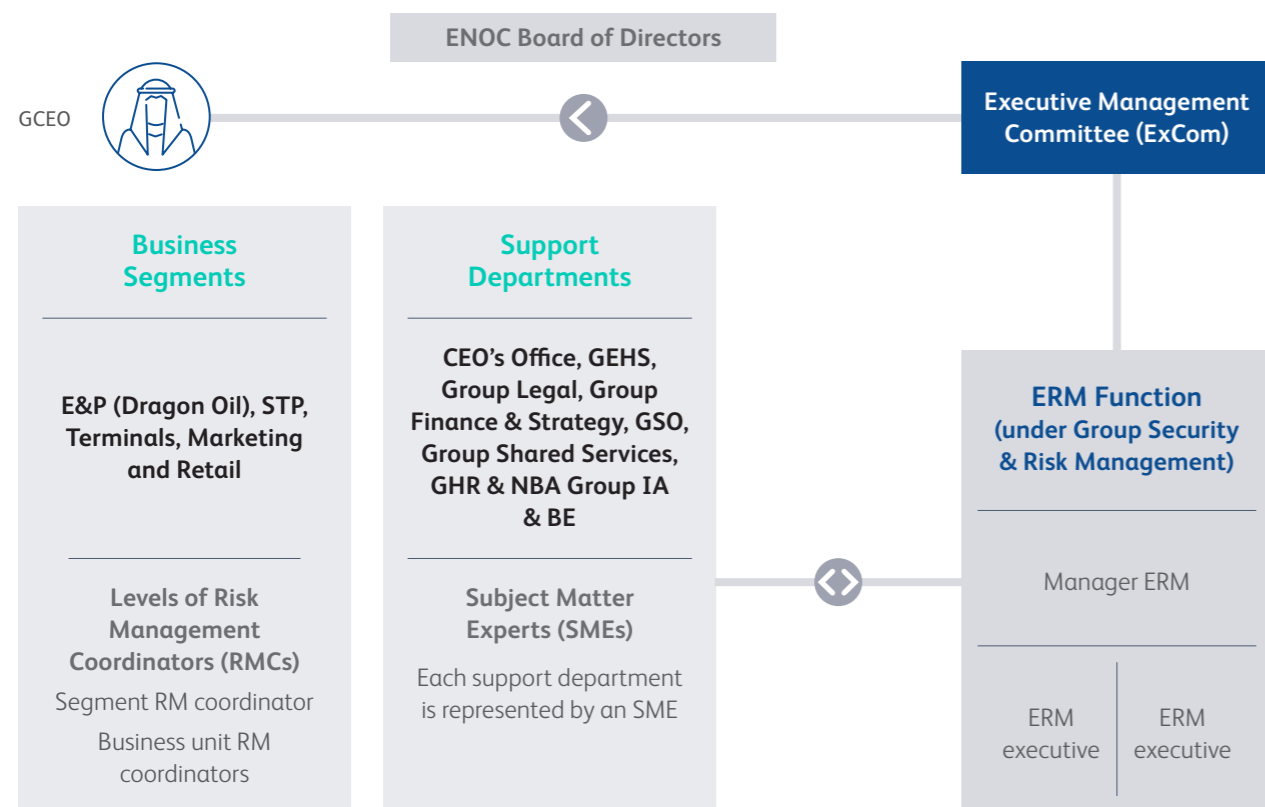 ENOC Board of Directors
GCEO
Executive Management
Committee (ExCom)
Business
Segments
E&P (Dragon Oil), STP,
Terminals, Marketing
and Retail
Levels of Risk
Management
Coordinators (RMCs)
Segment RM coordinator
Business unit RM
coordinators
Support
Departments
CEO’s Office, GEHS,
Group Legal, Group
Finance & Strategy, GSO,
Group Shared Services,
GHR & NBA Group IA
& BE
Subject Matter
Experts (SMEs)
Each support department
is represented by an SME
ERM Function
(under Group Security
& Risk Management)
Manager ERM
ERM
executive
ERM
executive